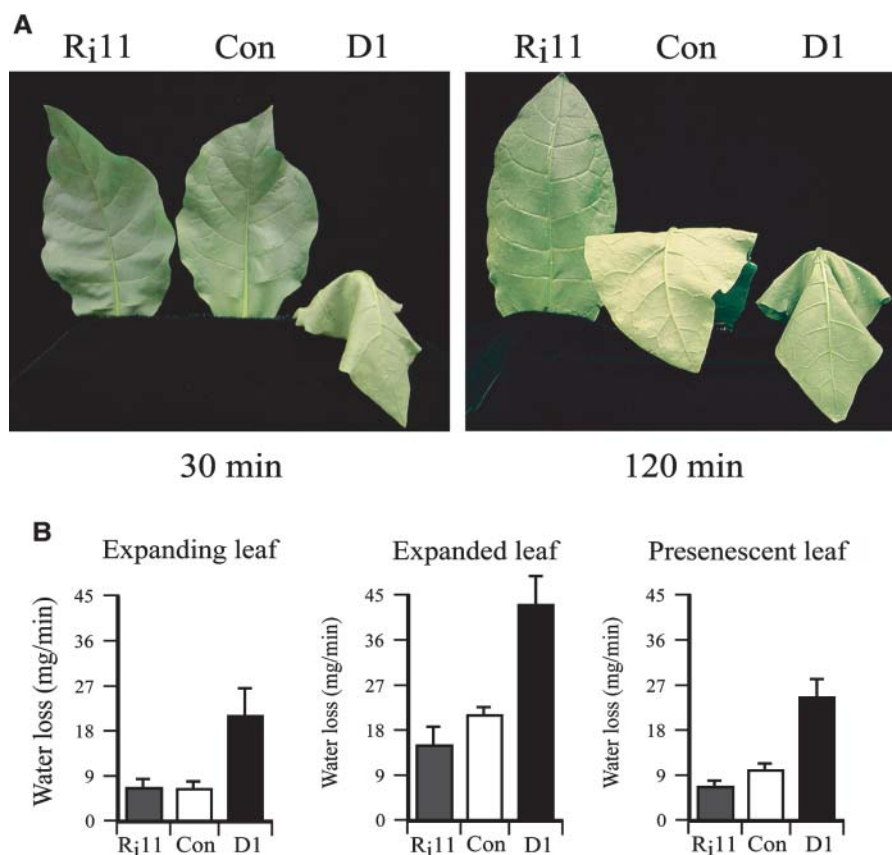 A
Ri11 Con D1 Ri11 Con D1
30 min 120 min
B
Expanding leaf Expanded leaf Presenescent leaf
Water loss (mg/min)
45
36
27
18
9
0
Ri11 Con D1
Water loss (mg/min)
45
36
27
18
9
0
Ri11 Con D1
Water loss (mg/min)
45
36
27
18
9
0
Ri11 Con D1